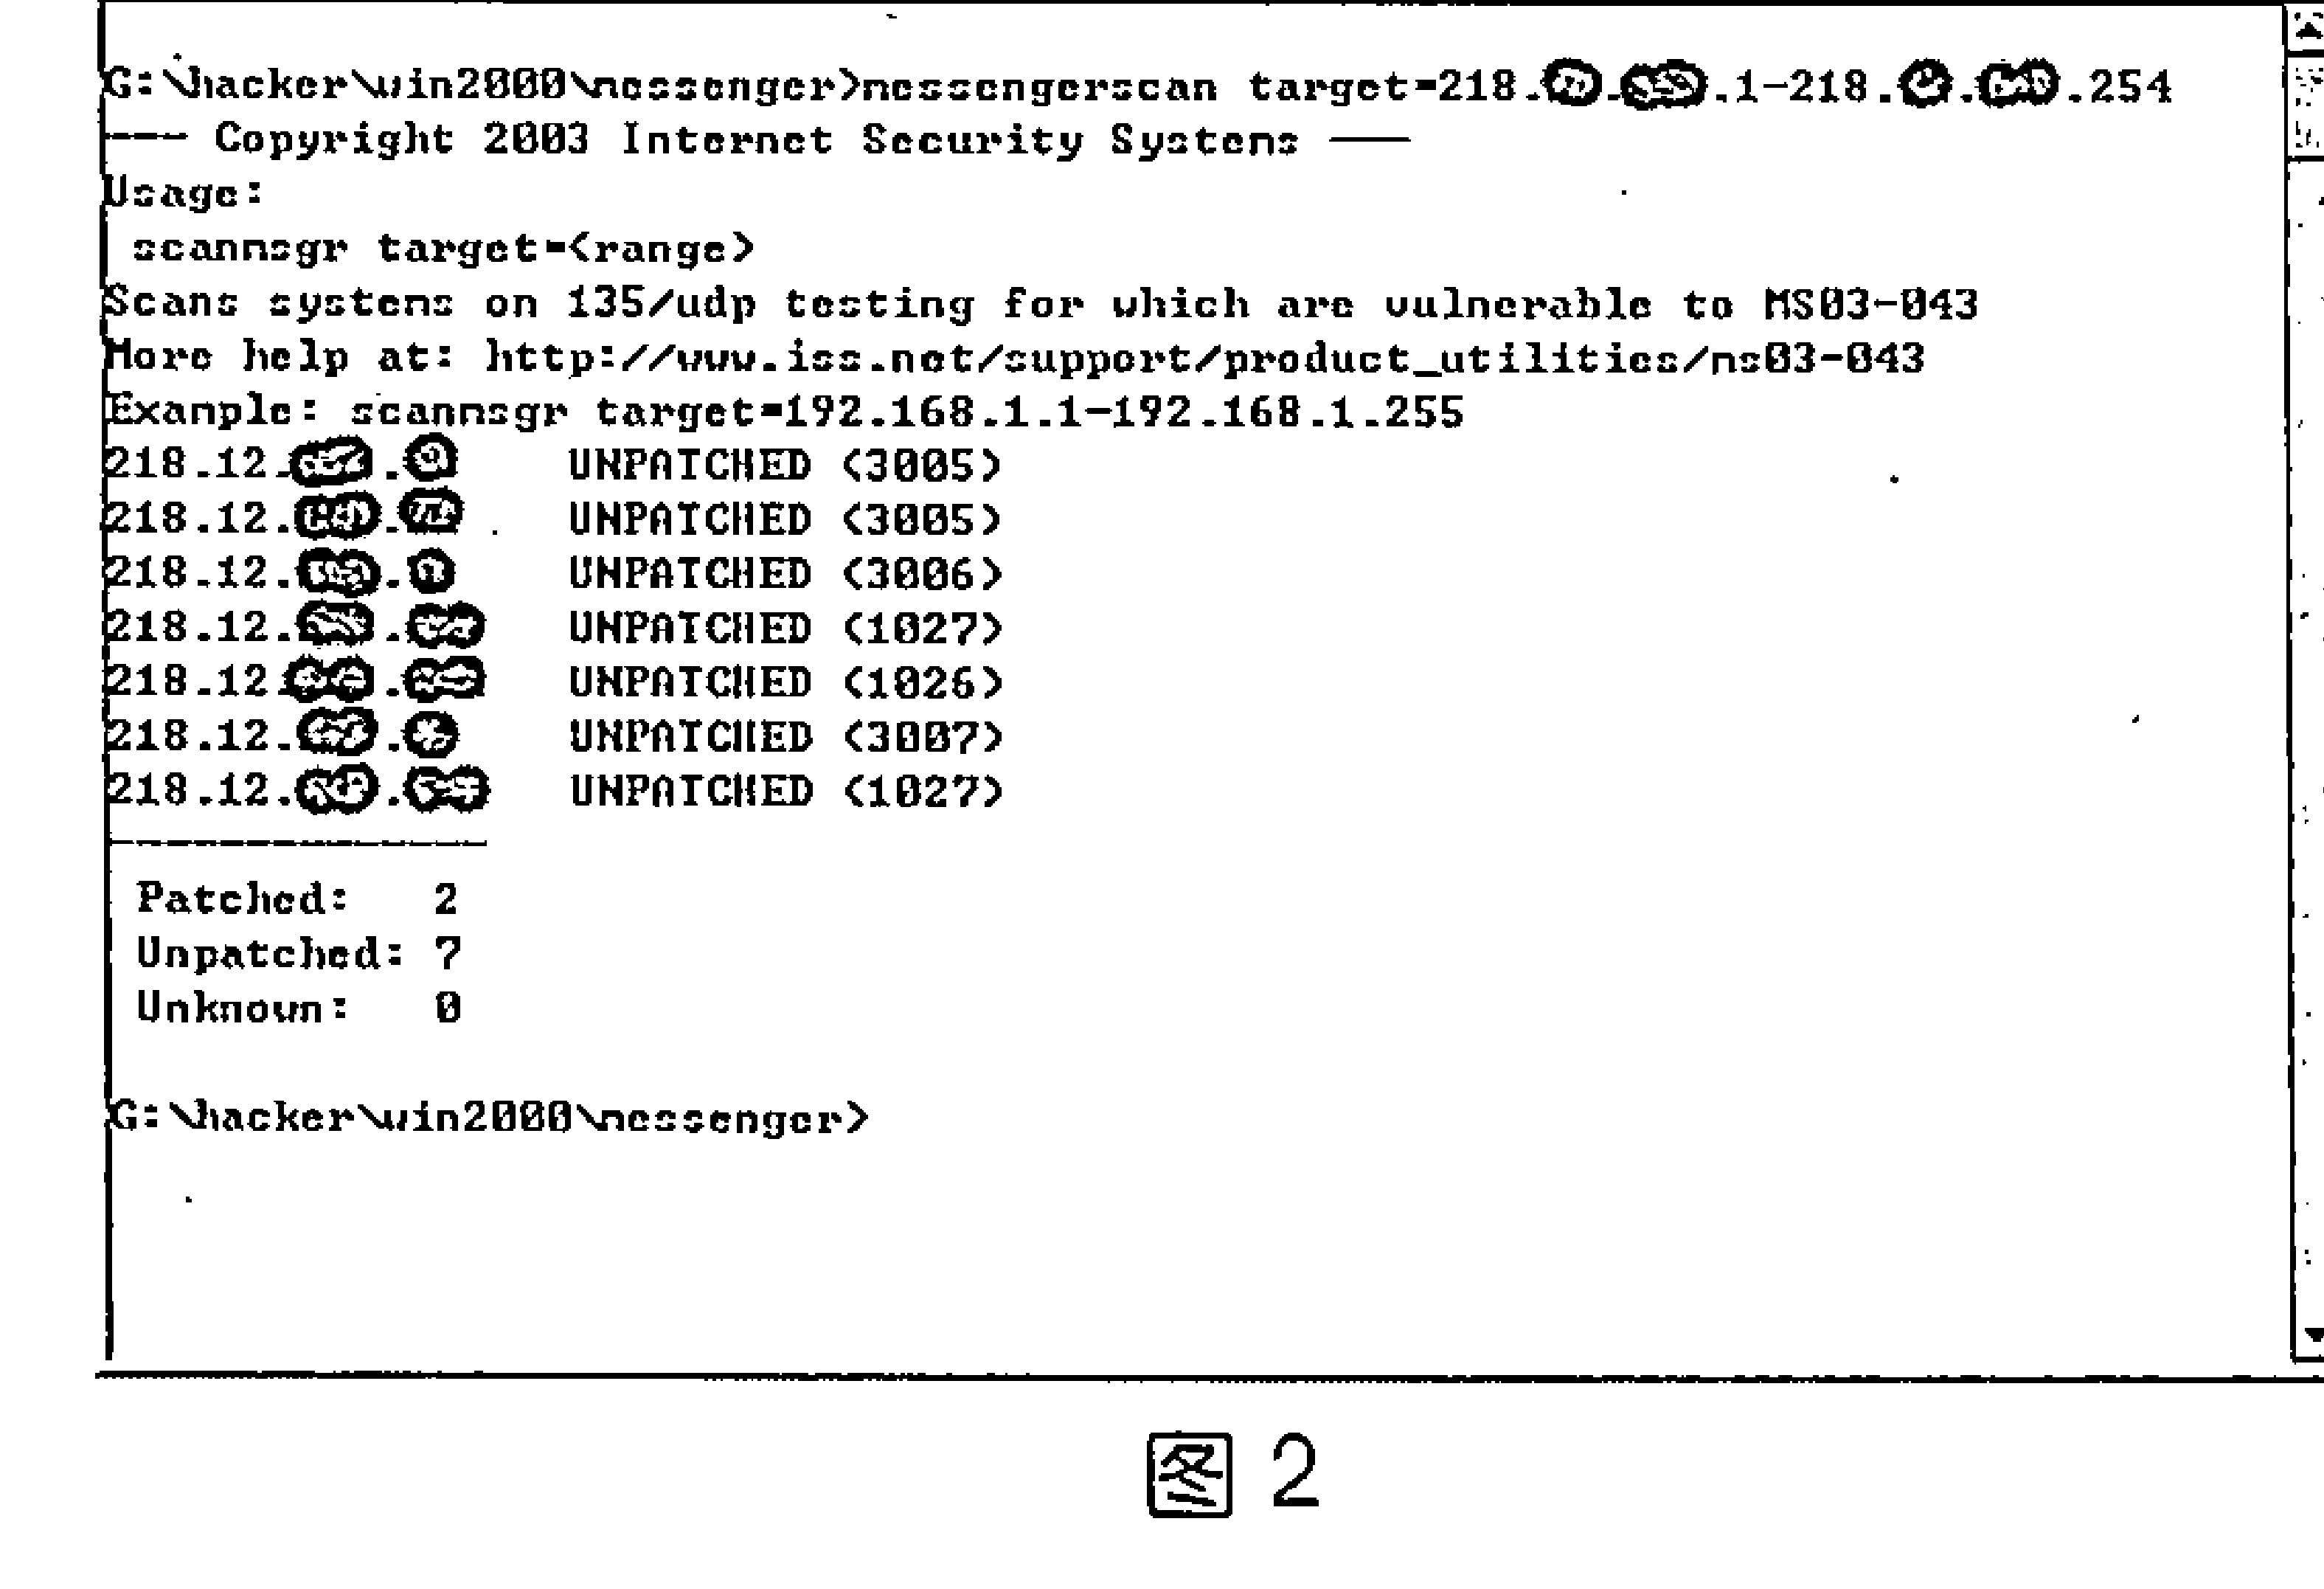 G:\hacker\win2000\messenger>messengerscan target=218. . .1-218. . .254
--- Copyright 2003 Internet Security Systems ---
Usage:
scanmsgr target=<range>
Scans systems on 135/udp testing for which are vulnerable to MS03-043
More help at: http://www.iss.net/support/product_utilities/ms03-043
Example: scanmsgr target=192.168.1.1-192.168.1.255
218.12. . UNPATCHED (3005)
218.12. . UNPATCHED (3005)
218.12. . UNPATCHED (3006)
218.12. . UNPATCHED (1027)
218.12. . UNPATCHED (1026)
218.12. . UNPATCHED (3007)
218.12. . UNPATCHED (1027)
Patched: 2
Unpatched: 7
Unknown: 0
G:\hacker\win2000\messenger>
图 2